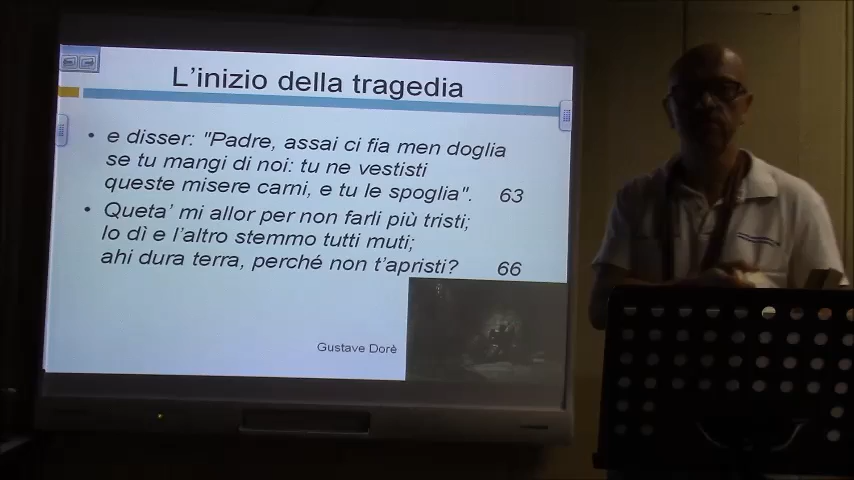 L'inizio della tragedia
• e disser: "Padre, assai ci fia men doglia
se tu mangi di noi: tu ne vestisti
queste misere carni, e tu le spoglia". 63
• Queta' mi allor per non farli più tristi;
lo dì e l'altro stemmo tutti muti;
ahi dura terra, perché non t'apristi? 66
Gustave Dorè